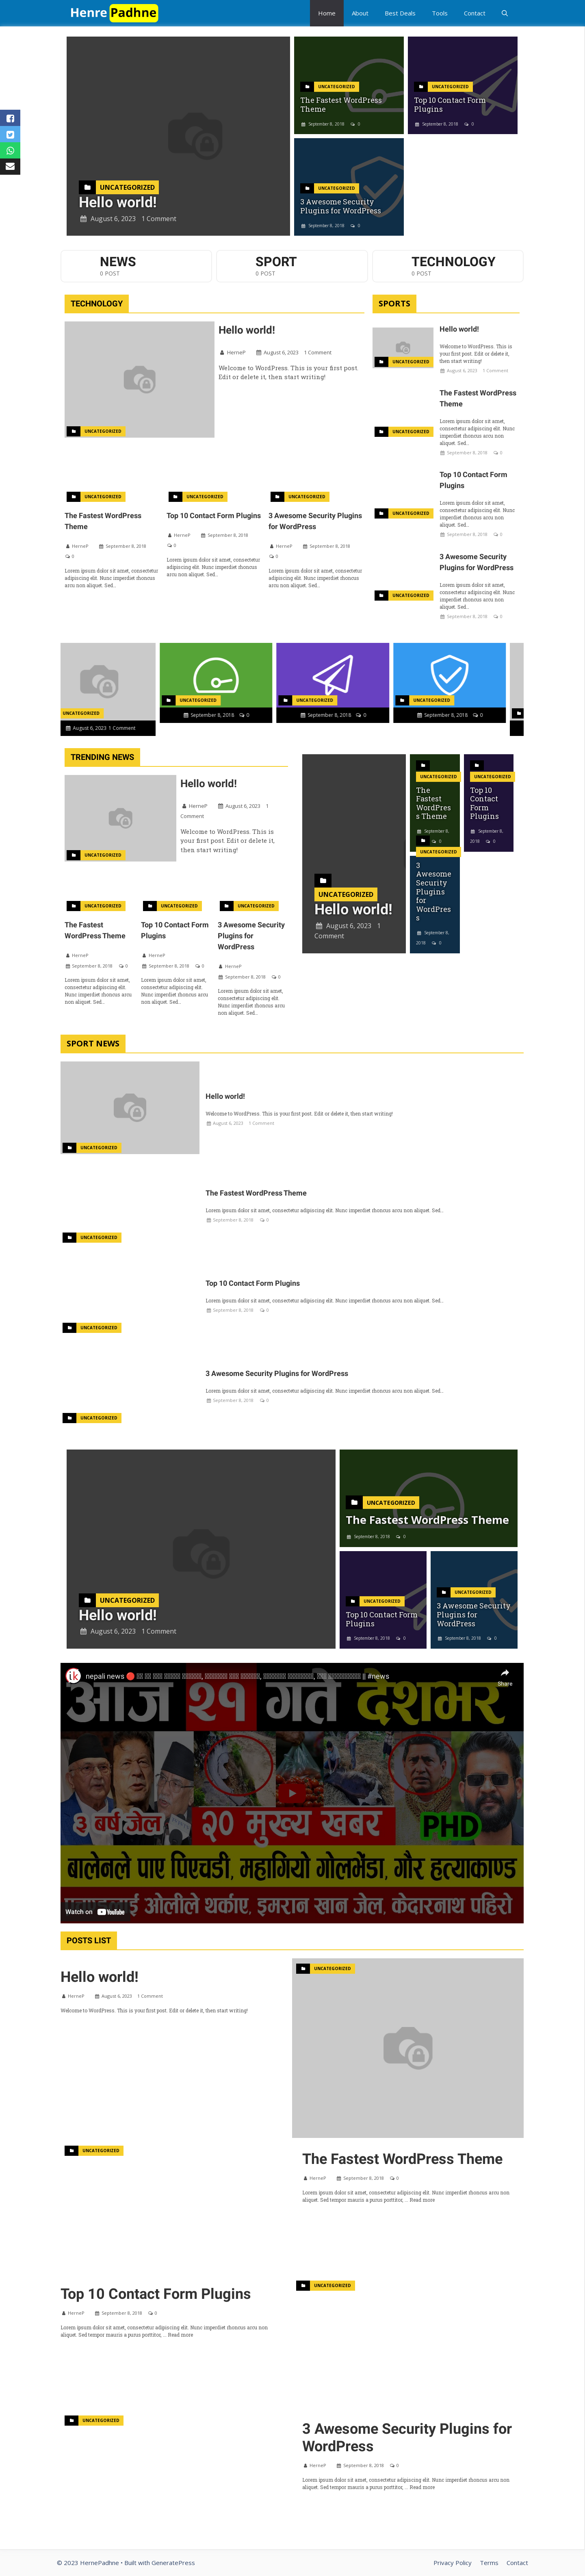 Henre Padhne
Home
About
Best Deals
Tools
Contact
UNCATEGORIZED
Hello world!
August 6, 2023 1 Comment
UNCATEGORIZED
The Fastest WordPress
Theme
September 8, 2018 0
UNCATEGORIZED
Top 10 Contact Form
Plugins
September 8, 2018 0
UNCATEGORIZED
3 Awesome Security
Plugins for WordPress
September 8, 2018 0
NEWS
0 POST
SPORT
0 POST
TECHNOLOGY
0 POST
TECHNOLOGY
UNCATEGORIZED
Hello world!
HerneP August 6, 2023 1 Comment
Welcome to WordPress. This is your first post.
Edit or delete it, then start writing!
UNCATEGORIZED
The Fastest WordPress
Theme
HerneP September 8, 2018
0
Lorem ipsum dolor sit amet, consectetur
adipiscing elit. Nunc imperdiet rhoncus
arcu non aliquet. Sed...
UNCATEGORIZED
Top 10 Contact Form Plugins
HerneP September 8, 2018
0
Lorem ipsum dolor sit amet, consectetur
adipiscing elit. Nunc imperdiet rhoncus
arcu non aliquet. Sed...
UNCATEGORIZED
3 Awesome Security Plugins
for WordPress
HerneP September 8, 2018
0
Lorem ipsum dolor sit amet, consectetur
adipiscing elit. Nunc imperdiet rhoncus
arcu non aliquet. Sed...
SPORTS
UNCATEGORIZED
Hello world!
Welcome to WordPress. This is
your first post. Edit or delete it,
then start writing!
August 6, 2023 1 Comment
UNCATEGORIZED
The Fastest WordPress
Theme
Lorem ipsum dolor sit amet,
consectetur adipiscing elit. Nunc
imperdiet rhoncus arcu non
aliquet. Sed...
September 8, 2018 0
UNCATEGORIZED
Top 10 Contact Form
Plugins
Lorem ipsum dolor sit amet,
consectetur adipiscing elit. Nunc
imperdiet rhoncus arcu non
aliquet. Sed...
September 8, 2018 0
UNCATEGORIZED
3 Awesome Security
Plugins for WordPress
Lorem ipsum dolor sit amet,
consectetur adipiscing elit. Nunc
imperdiet rhoncus arcu non
aliquet. Sed...
September 8, 2018 0
UNCATEGORIZED
August 6, 2023 1 Comment
UNCATEGORIZED
September 8, 2018 0
UNCATEGORIZED
September 8, 2018 0
UNCATEGORIZED
September 8, 2018 0
TRENDING NEWS
UNCATEGORIZED
Hello world!
HerneP August 6, 2023 1
Comment
Welcome to WordPress. This is
your first post. Edit or delete it,
then start writing!
UNCATEGORIZED
The Fastest
WordPress Theme
HerneP
September 8, 2018 0
Lorem ipsum dolor sit amet,
consectetur adipiscing elit.
Nunc imperdiet rhoncus arcu
non aliquet. Sed...
UNCATEGORIZED
Top 10 Contact Form
Plugins
HerneP
September 8, 2018 0
Lorem ipsum dolor sit amet,
consectetur adipiscing elit.
Nunc imperdiet rhoncus arcu
non aliquet. Sed...
UNCATEGORIZED
3 Awesome Security
Plugins for
WordPress
HerneP
September 8, 2018 0
Lorem ipsum dolor sit amet,
consectetur adipiscing elit.
Nunc imperdiet rhoncus arcu
non aliquet. Sed...
UNCATEGORIZED
Hello world!
August 6, 2023 1
Comment
UNCATEGORIZED
The
Fastest
WordPres
s Theme
September 8,
2018 0
UNCATEGORIZED
Top 10
Contact
Form
Plugins
September 8,
2018 0
UNCATEGORIZED
3
Awesome
Security
Plugins
for
WordPres
s
September 8,
2018 0
SPORT NEWS
UNCATEGORIZED
Hello world!
Welcome to WordPress. This is your first post. Edit or delete it, then start writing!
August 6, 2023 1 Comment
UNCATEGORIZED
The Fastest WordPress Theme
Lorem ipsum dolor sit amet, consectetur adipiscing elit. Nunc imperdiet rhoncus arcu non aliquet. Sed...
September 8, 2018 0
UNCATEGORIZED
Top 10 Contact Form Plugins
Lorem ipsum dolor sit amet, consectetur adipiscing elit. Nunc imperdiet rhoncus arcu non aliquet. Sed...
September 8, 2018 0
UNCATEGORIZED
3 Awesome Security Plugins for WordPress
Lorem ipsum dolor sit amet, consectetur adipiscing elit. Nunc imperdiet rhoncus arcu non aliquet. Sed...
September 8, 2018 0
UNCATEGORIZED
Hello world!
August 6, 2023 1 Comment
UNCATEGORIZED
The Fastest WordPress Theme
September 8, 2018 0
UNCATEGORIZED
Top 10 Contact Form
Plugins
September 8, 2018 0
UNCATEGORIZED
3 Awesome Security
Plugins for
WordPress
September 8, 2018 0
tk
nepali news #news
Share
आज २१ गते देशभर
३ बर्ष जेल
२० मुख्य खबर
PHD
बालेनले पाए पिएचडी, महागियो गोलभेंडा, गौर हत्याकाण्ड
ओलीले थर्काए, इमरान खान जेल, केदारनाथ पहिरो
Watch on YouTube
POSTS LIST
Hello world!
HerneP August 6, 2023 1 Comment
Welcome to WordPress. This is your first post. Edit or delete it, then start writing!
UNCATEGORIZED
UNCATEGORIZED
The Fastest WordPress Theme
HerneP September 8, 2018 0
Lorem ipsum dolor sit amet, consectetur adipiscing elit. Nunc imperdiet rhoncus arcu non
aliquet. Sed tempor mauris a purus porttitor, ... Read more
Top 10 Contact Form Plugins
HerneP September 8, 2018 0
Lorem ipsum dolor sit amet, consectetur adipiscing elit. Nunc imperdiet rhoncus arcu non
aliquet. Sed tempor mauris a purus porttitor, ... Read more
UNCATEGORIZED
UNCATEGORIZED
3 Awesome Security Plugins for
WordPress
HerneP September 8, 2018 0
Lorem ipsum dolor sit amet, consectetur adipiscing elit. Nunc imperdiet rhoncus arcu non
aliquet. Sed tempor mauris a purus porttitor, ... Read more
© 2023 HernePadhne • Built with GeneratePress
Privacy Policy
Terms
Contact